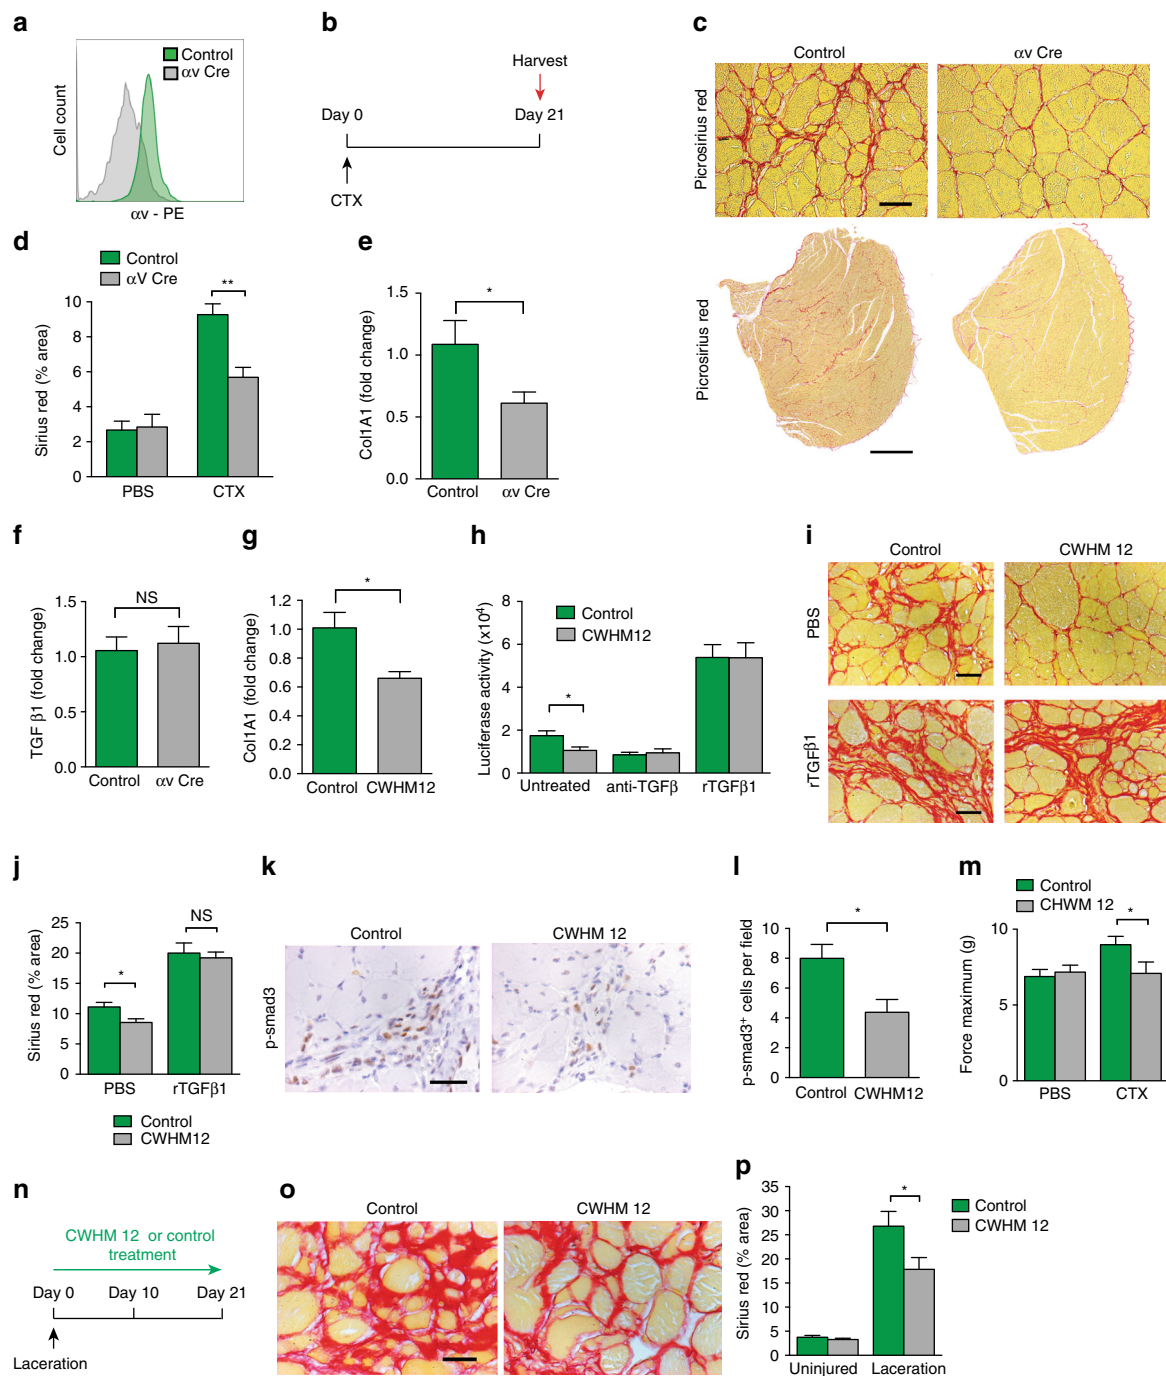 a
Control
αv Cre
Cell count
αv - PE
b
Harvest
Day 0
Day 21
CTX
c
Control
αv Cre
Picrosirius red
Picrosirius red
d
Control
αV Cre
**
Sirius red (% area)
10
8
6
4
2
0
PBS
CTX
e
*
Col1A1 (fold change)
1.5
1.0
0.5
0.0
Control
αv Cre
f
NS
TGF β1 (fold change)
1.5
1.0
0.5
0.0
Control
αv Cre
g
*
Col1A1 (fold change)
1.2
1.0
0.8
0.6
0.4
0.2
0.0
Control
CWHM12
h
Control
CWHM12
*
Luciferase activity (x10⁴)
8
6
4
2
0
Untreated
anti-TGFβ
rTGFβ1
i
Control
CWHM 12
PBS
rTGFβ1
j
NS
*
Sirius red (% area)
25
20
15
10
5
0
PBS
rTGFβ1
Control
CWHM12
k
Control
CWHM 12
p-smad3
l
*
p-smad3⁺ cells per field
10
8
6
4
2
0
Control
CWHM12
m
Control
CHWM 12
*
Force maximum (g)
10
5
0
PBS
CTX
n
CWHM 12 or control
treatment
Day 0
Day 10
Day 21
Laceration
o
Control
CWHM 12
p
Control
CWHM 12
*
Sirius red (% area)
35
30
25
20
15
10
5
0
Uninjured
Laceration